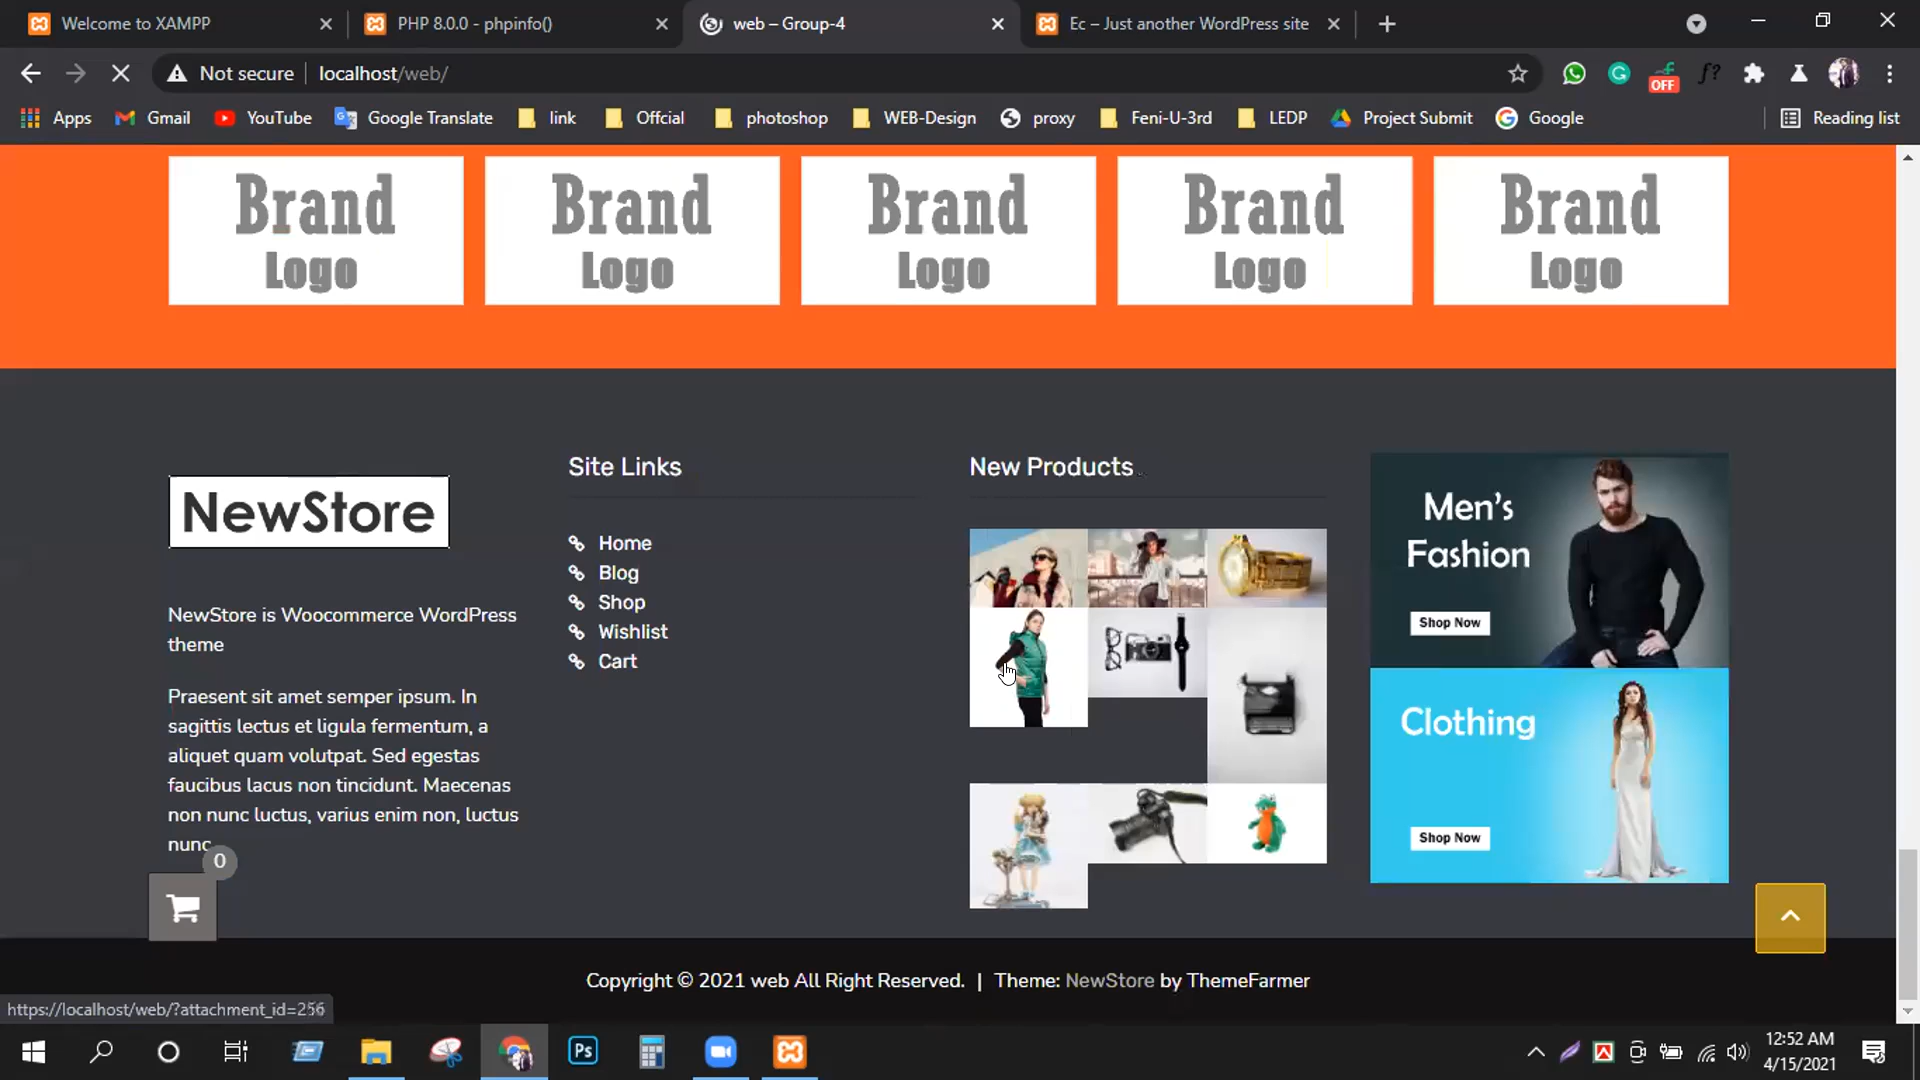 Welcome to XAMPP
PHP 8.0.0 - phpinfo()
web – Group-4
Ec – Just another WordPress site
Not secure
localhost/web/
OFF
f?
Apps
Gmail
YouTube
Google Translate
link
Offcial
photoshop
WEB-Design
proxy
Feni-U-3rd
LEDP
Project Submit
Google
Reading list
Brand
Logo
Brand
Logo
Brand
Logo
Brand
Logo
Brand
Logo
NewStore
NewStore is Woocommerce WordPress
theme
Praesent sit amet semper ipsum. In
sagittis lectus et ligula fermentum, a
aliquet quam volutpat. Sed egestas
faucibus lacus non tincidunt. Maecenas
non nunc luctus, varius enim non, luctus
nunc
0
Site Links
Home
Blog
Shop
Wishlist
Cart
New Products
Men's
Fashion
Shop Now
Clothing
Shop Now
Copyright © 2021 web All Right Reserved. | Theme: NewStore by ThemeFarmer
https://localhost/web/?attachment_id=256
Ps
12:52 AM
4/15/2021